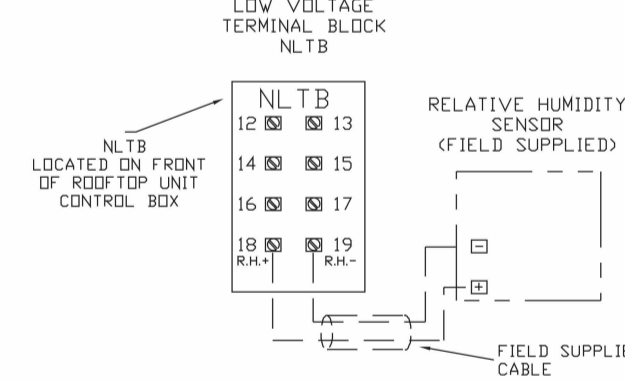 LOW VOLTAGE
TERMINAL BLOCK
NLTB
NLTB
12 13
14 15
16 17
18 19
R.H.+ R.H.-
NLTB
LOCATED ON FRONT
OF ROOFTOP UNIT
CONTROL BOX
RELATIVE HUMIDITY
SENSOR
(FIELD SUPPLIED)
-
+
FIELD SUPPLIE
CABLE